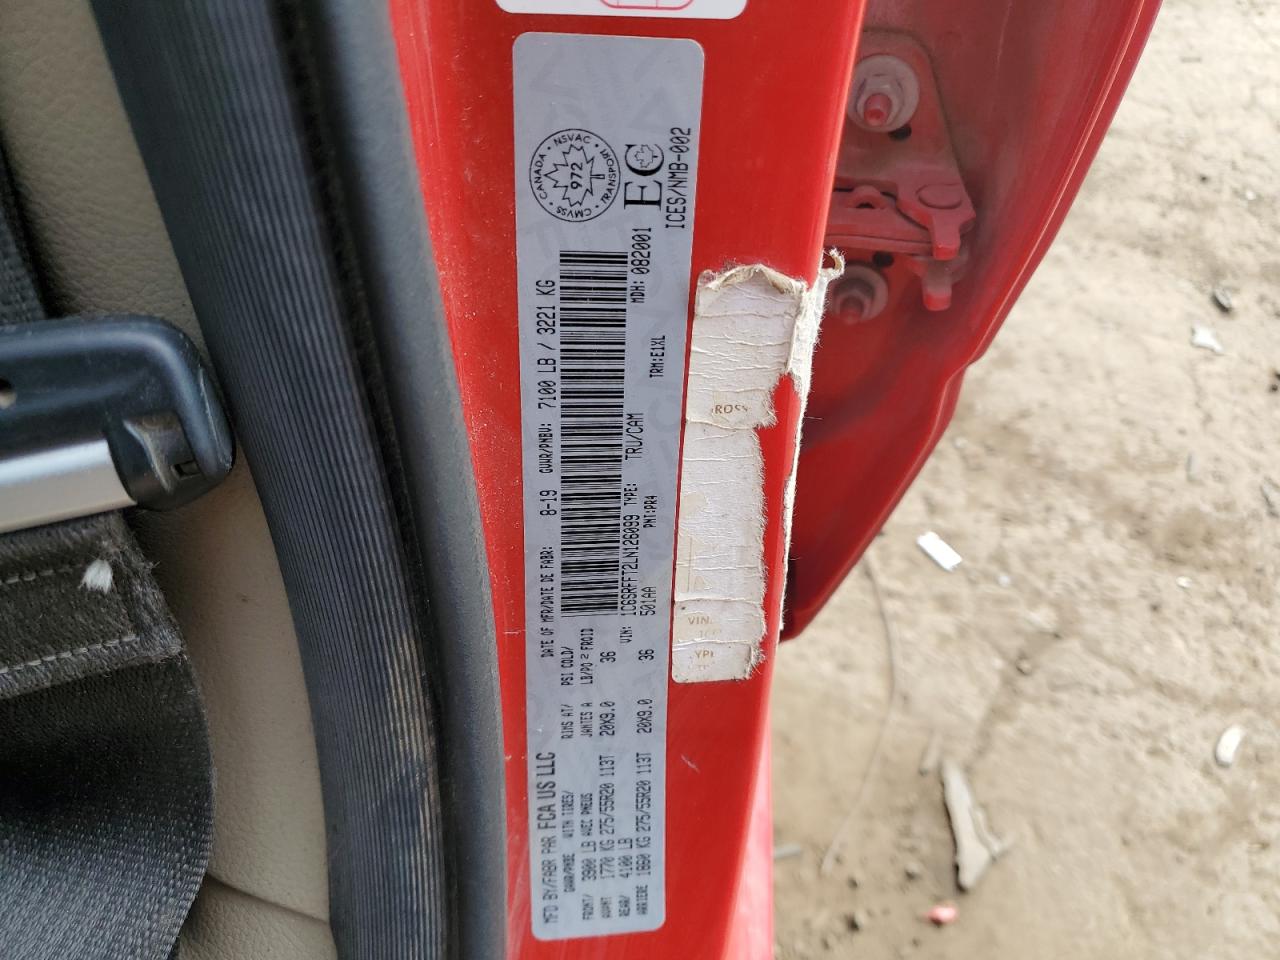 MFD BY/FABR PAR FCA US LLC
DATE OF MFR/DATE DE FABR: 8-19 GVWR/PNBV: 7100 LB / 3221 KG
GAWR/PNBE WITH TIRES/ RIMS AT/ PSI COLD/
FRONT/ 3900 LB AVEC PNEUS JANTES A LB/PO 2 FROID
AVANT 1770 KG 275/55R20 113T 20X9.0 36
REAR/ 4100 LB
ARRIERE 1860 KG 275/55R20 113T 20X9.0 36
VIN: 1C6SRFFT2LN126099 TYPE: TRU/CAM MDH: 082001
501AA PNT:PR4 TRM:E1XL
CMVSS • CANADA • NSVAC • TRANSPORT
972
EC
ICES/NMB-002
VIN